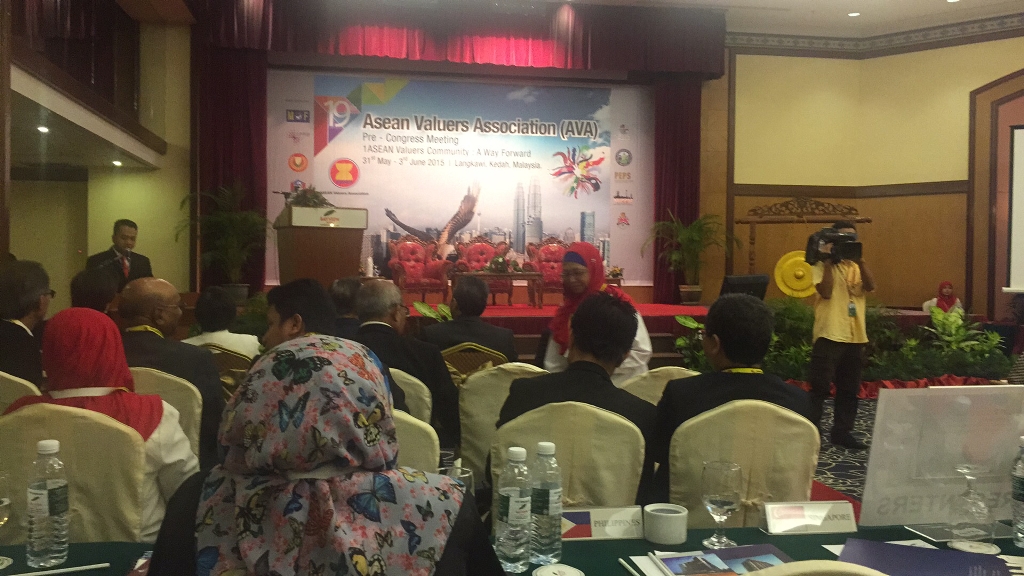 19
Asean Valuers Association (AVA)
Pre - Congress Meeting
1ASEAN Valuers Community : A Way Forward
31st May - 3rd June 2015 | Langkawi, Kedah, Malaysia.
PEPS
PHILIPPINES